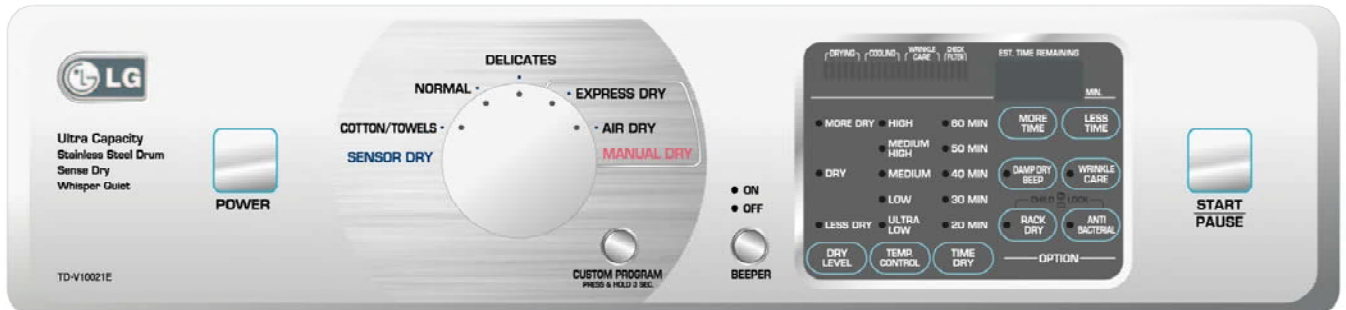 LG
Ultra Capacity
Stainless Steel Drum
Sense Dry
Whisper Quiet
TD-V10021E
POWER
DELICATES
NORMAL
EXPRESS DRY
COTTON/TOWELS
AIR DRY
SENSOR DRY
MANUAL DRY
CUSTOM PROGRAM
PRESS & HOLD 3 SEC.
ON
OFF
BEEPER
DRYING COOLING WRINKLE CARE CHECK FILTER
EST. TIME REMAINING
MIN.
MORE DRY HIGH 60 MIN
MEDIUM HIGH 50 MIN
DRY MEDIUM 40 MIN
LOW 30 MIN
LESS DRY ULTRA LOW 20 MIN
DRY LEVEL
TEMP. CONTROL
TIME DRY
MORE TIME
LESS TIME
DAMP DRY BEEP
WRINKLE CARE
CHILD LOCK
RACK DRY
ANTI BACTERIAL
OPTION
START
PAUSE